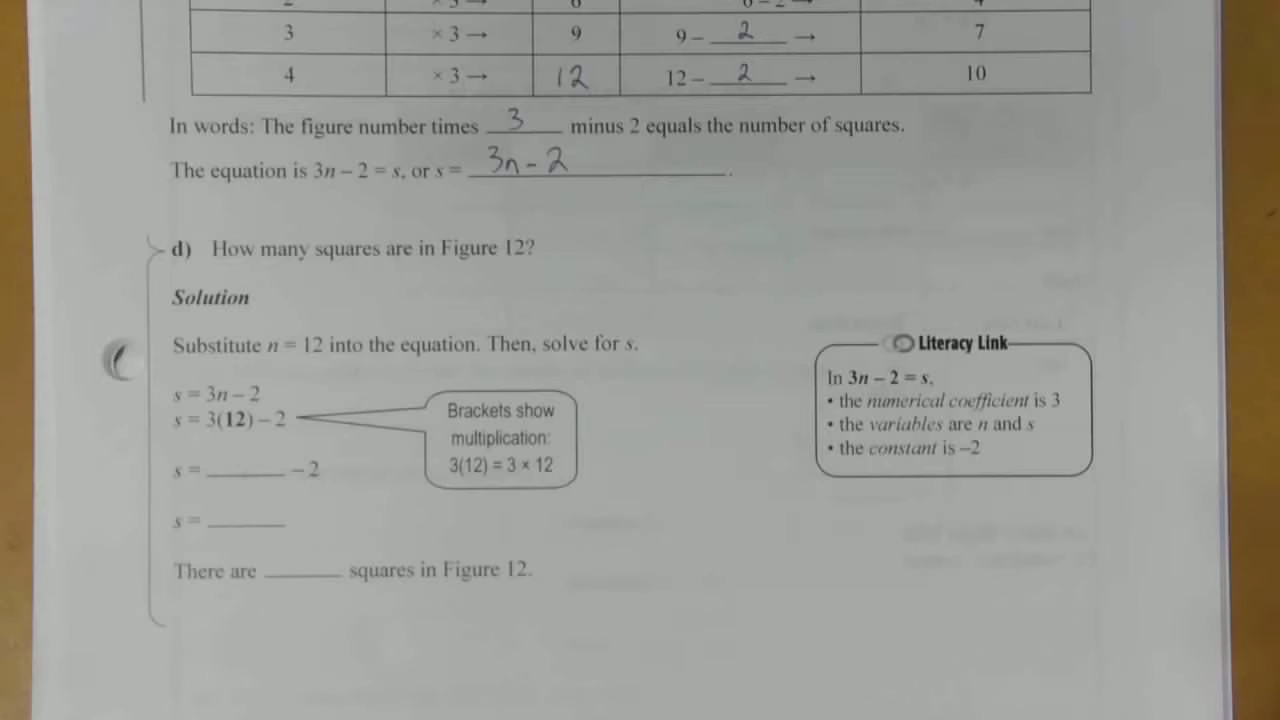 3 × 3 → 9 9 – 2 → 7
4 × 3 → 12 12 – 2 → 10
In words: The figure number times 3 minus 2 equals the number of squares.
The equation is 3n – 2 = s, or s = 3n - 2.
d) How many squares are in Figure 12?
Solution
Substitute n = 12 into the equation. Then, solve for s.
s = 3n – 2
s = 3(12) – 2
Brackets show
multiplication:
3(12) = 3 × 12
s = ______ – 2
s = ______
There are ______ squares in Figure 12.
Literacy Link
In 3n – 2 = s,
• the numerical coefficient is 3
• the variables are n and s
• the constant is –2